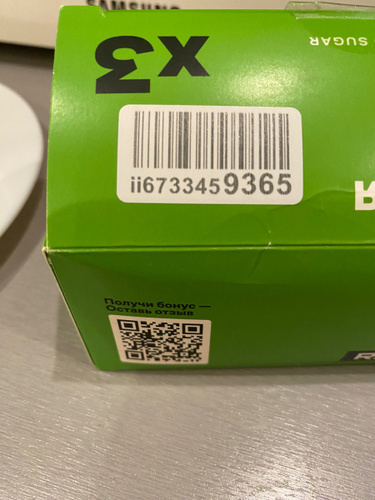 SAMSUNG
x3
SUGAR
ii6733459365
Получи бонус —
Оставь отзыв